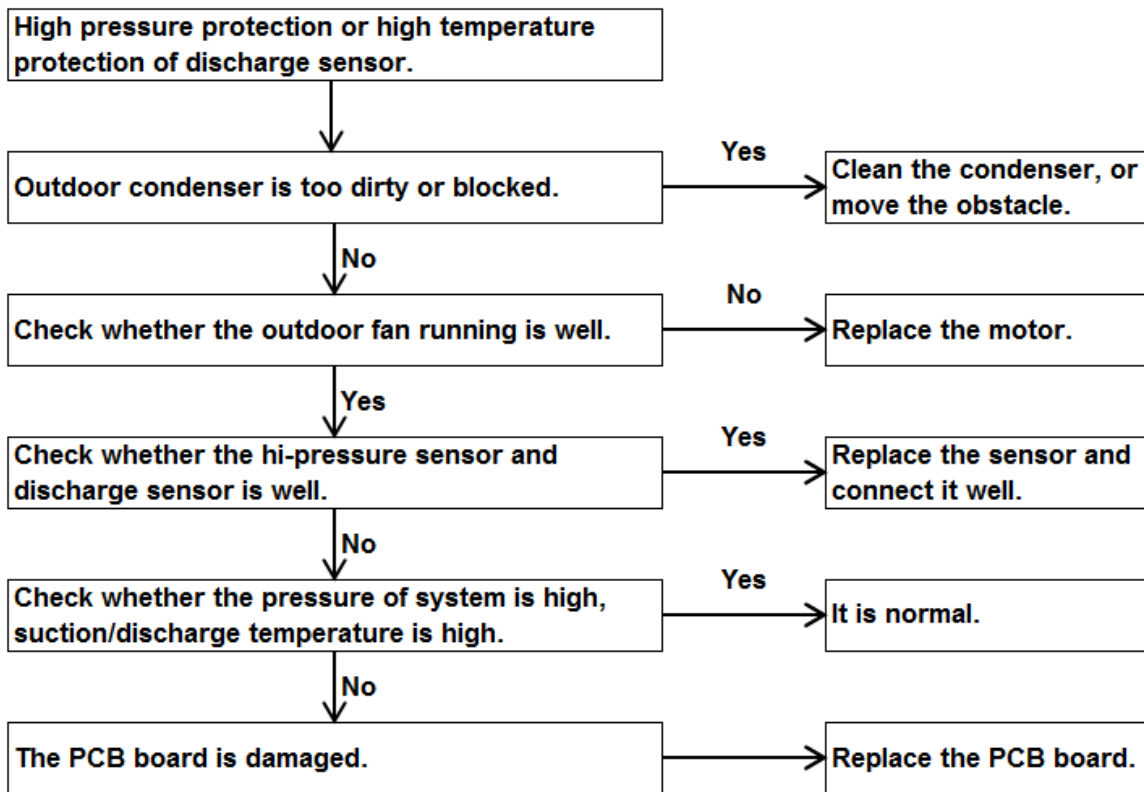 High pressure protection or high temperature
protection of discharge sensor.
Yes
Outdoor condenser is too dirty or blocked.
Clean the condenser, or
move the obstacle.
No
No
Check whether the outdoor fan running is well.
Replace the motor.
Yes
Yes
Check whether the hi-pressure sensor and
discharge sensor is well.
Replace the sensor and
connect it well.
No
Yes
Check whether the pressure of system is high,
suction/discharge temperature is high.
It is normal.
No
The PCB board is damaged.
Replace the PCB board.